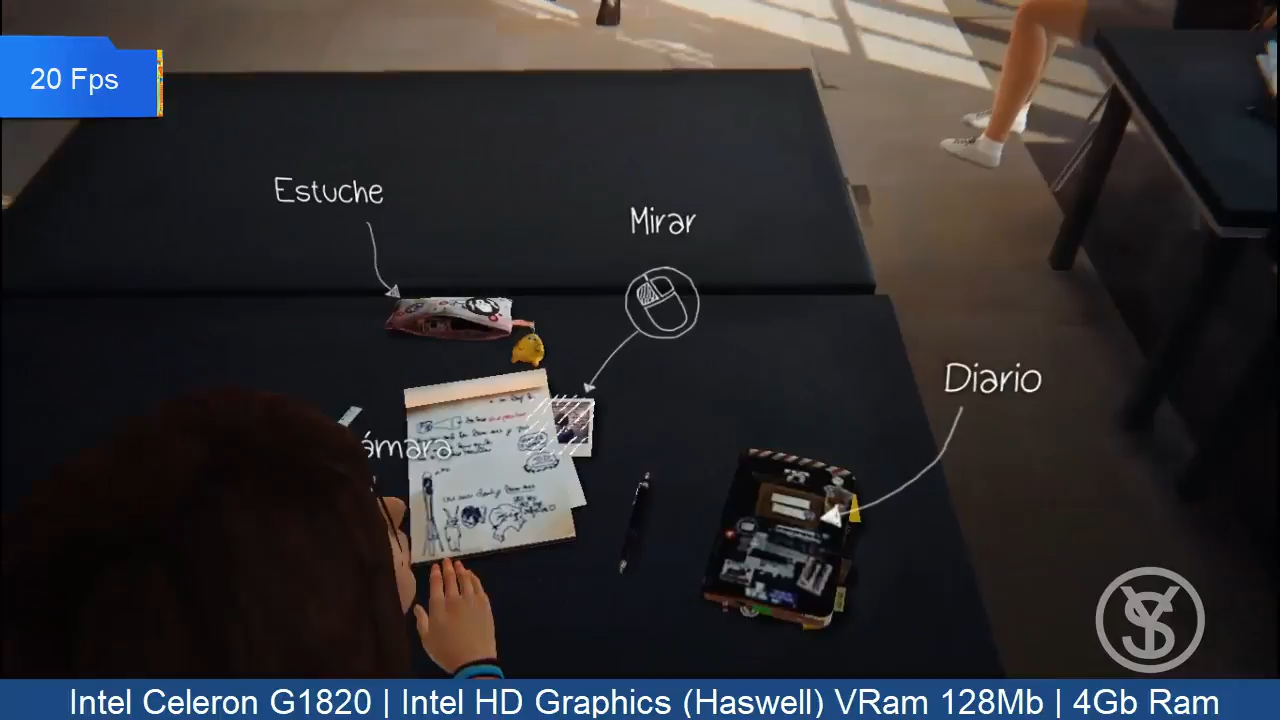 20 Fps
Estuche
Mirar
Diario
ámara
Intel Celeron G1820 | Intel HD Graphics (Haswell) VRam 128Mb | 4Gb Ram